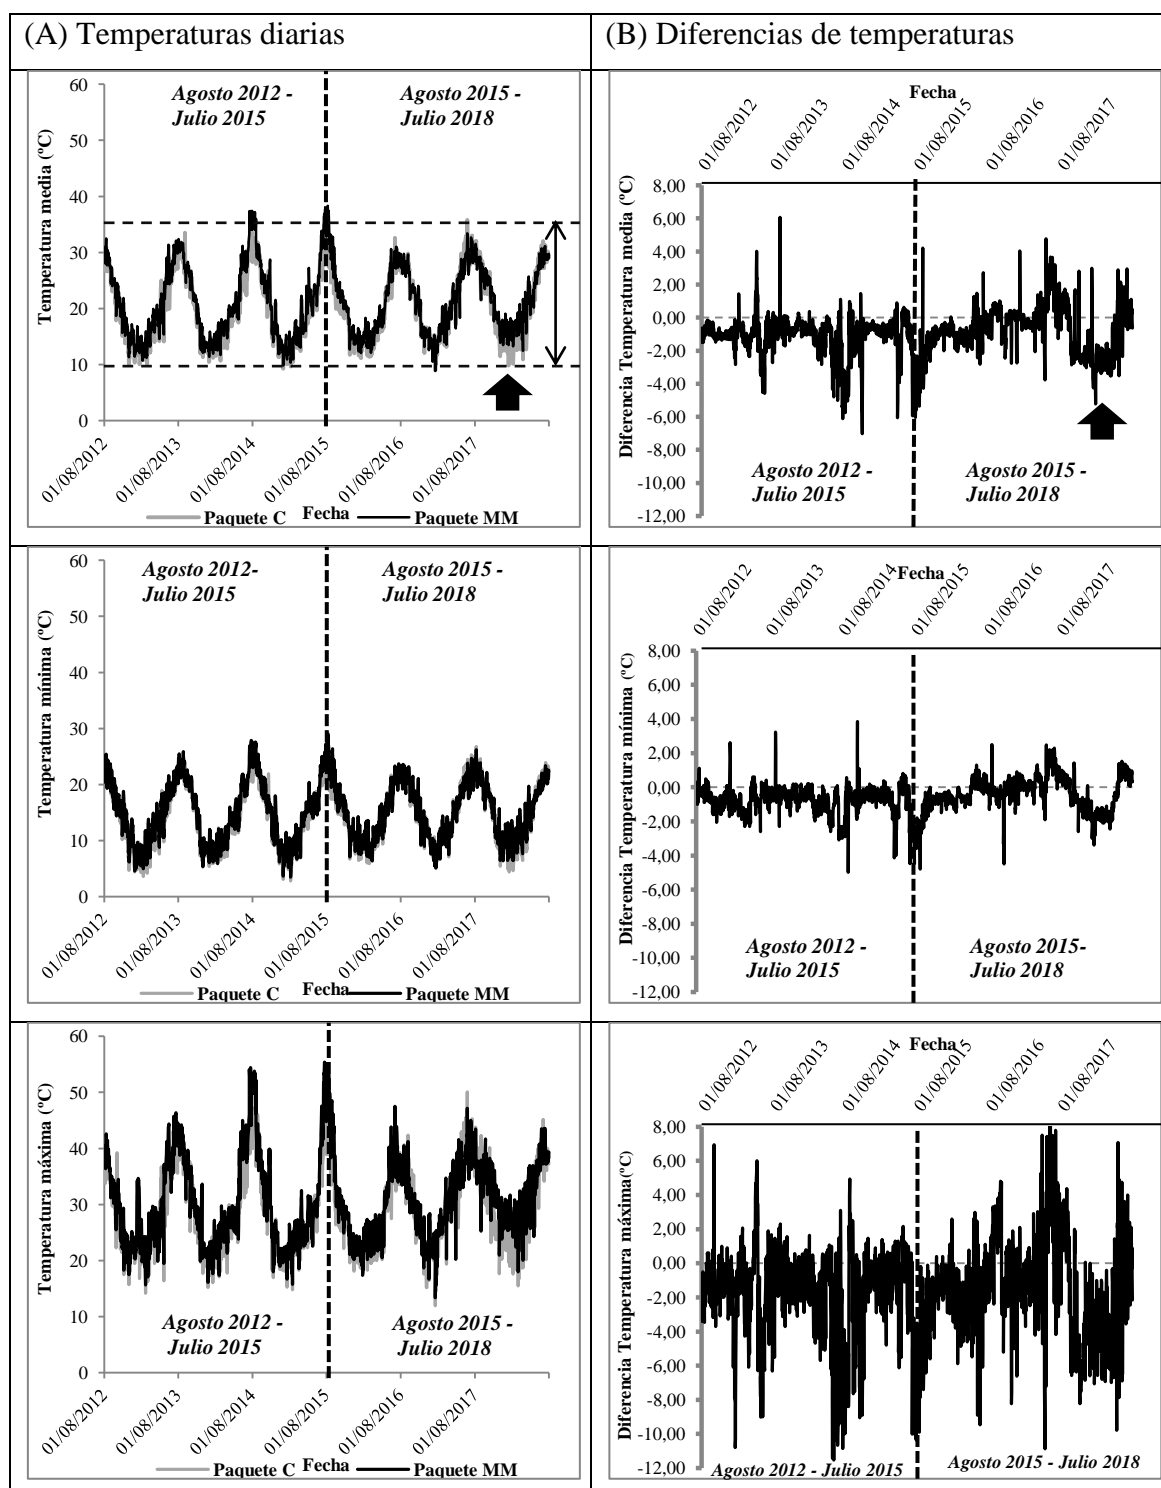 (A) Temperaturas diarias
(B) Diferencias de temperaturas
Temperatura media (ºC)
60
50
40
30
20
10
0
Agosto 2012 -
Julio 2015
Agosto 2015 -
Julio 2018
01/08/2012
01/08/2013
01/08/2014
01/08/2015
01/08/2016
01/08/2017
Fecha
Paquete C
Paquete MM
Fecha
01/08/2012
01/08/2013
01/08/2014
01/08/2015
01/08/2016
01/08/2017
Diferencia Temperatura media (ºC)
8,00
6,00
4,00
2,00
0,00
-2,00
-4,00
-6,00
-8,00
-10,00
-12,00
Agosto 2012 -
Julio 2015
Agosto 2015 -
Julio 2018
Temperatura mínima (ºC)
60
50
40
30
20
10
0
Agosto 2012-
Julio 2015
Agosto 2015 -
Julio 2018
01/08/2012
01/08/2013
01/08/2014
01/08/2015
01/08/2016
01/08/2017
Fecha
Paquete C
Paquete MM
Fecha
01/08/2012
01/08/2013
01/08/2014
01/08/2015
01/08/2016
01/08/2017
Diferencia Temperatura mínima (ºC)
8,00
6,00
4,00
2,00
0,00
-2,00
-4,00
-6,00
-8,00
-10,00
-12,00
Agosto 2012 -
Julio 2015
Agosto 2015-
Julio 2018
Temperatura máxima (ºC)
60
50
40
30
20
10
0
Agosto 2012 -
Julio 2015
Agosto 2015 -
Julio 2018
01/08/2012
01/08/2013
01/08/2014
01/08/2015
01/08/2016
01/08/2017
Paquete C
Fecha
Paquete MM
Fecha
01/08/2012
01/08/2013
01/08/2014
01/08/2015
01/08/2016
01/08/2017
Diferencia Temperatura máxima(ºC)
8,00
6,00
4,00
2,00
0,00
-2,00
-4,00
-6,00
-8,00
-10,00
-12,00
Agosto 2012 - Julio 2015
Agosto 2015 - Julio 2018